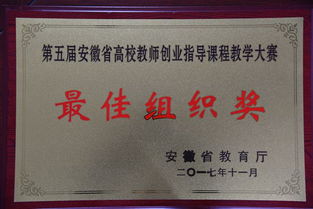 第五届安徽省高校教师创业指导课程教学大赛
最佳组织奖
安徽省教育厅
二〇一七年十一月